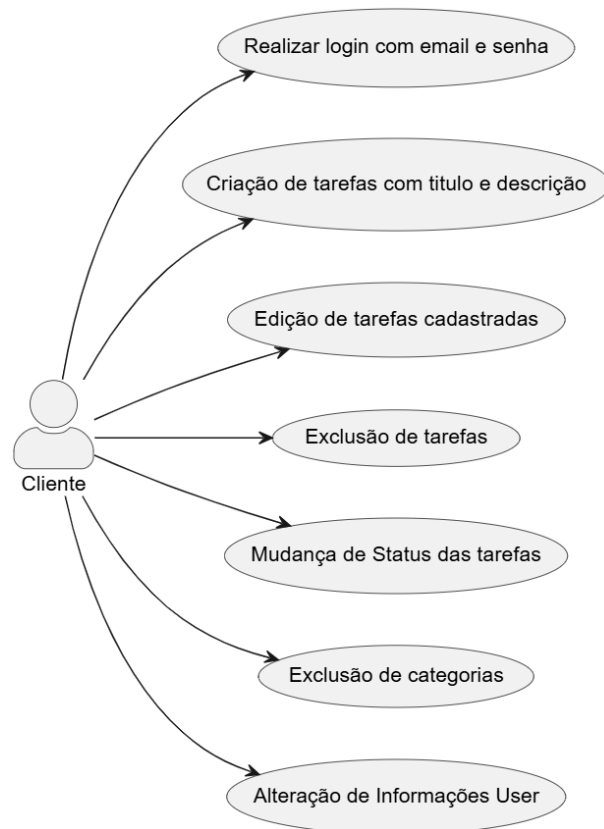 Realizar login com email e senha
Criação de tarefas com titulo e descrição
Edição de tarefas cadastradas
Exclusão de tarefas
Cliente
Mudança de Status das tarefas
Exclusão de categorias
Alteração de Informações User